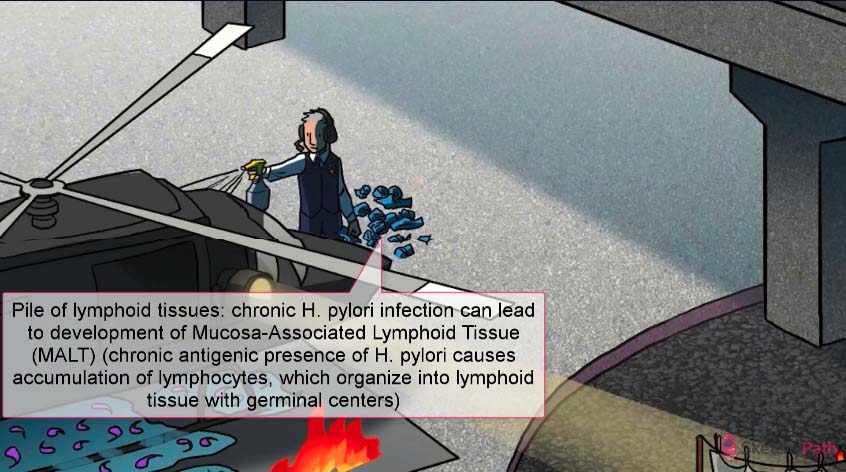 Pile of lymphoid tissues: chronic H. pylori infection can lead
to development of Mucosa-Associated Lymphoid Tissue
(MALT) (chronic antigenic presence of H. pylori causes
accumulation of lymphocytes, which organize into lymphoid
tissue with germinal centers)